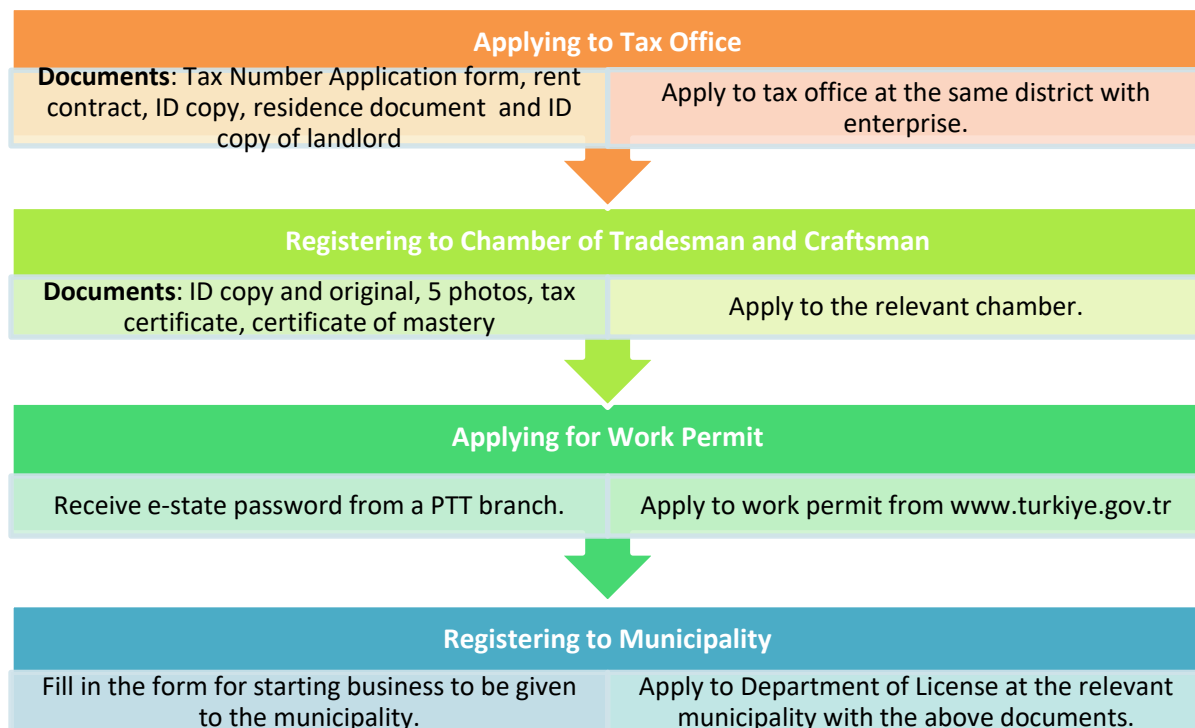 Applying to Tax Office
Documents: Tax Number Application form, rent
contract, ID copy, residence document and ID
copy of landlord
Apply to tax office at the same district with
enterprise.
Registering to Chamber of Tradesman and Craftsman
Documents: ID copy and original, 5 photos, tax
certificate, certificate of mastery
Apply to the relevant chamber.
Applying for Work Permit
Receive e-state password from a PTT branch.
Apply to work permit from www.turkiye.gov.tr
Registering to Municipality
Fill in the form for starting business to be given
to the municipality.
Apply to Department of License at the relevant
municipality with the above documents.